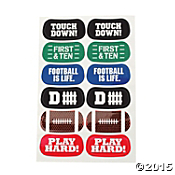 TOUCH TOUCH
DOWN! DOWN!
FIRST FIRST
& TEN & TEN
FOOTBALL FOOTBALL
IS LIFE. IS LIFE.
D D
PLAY PLAY
HARD! HARD!
©2015